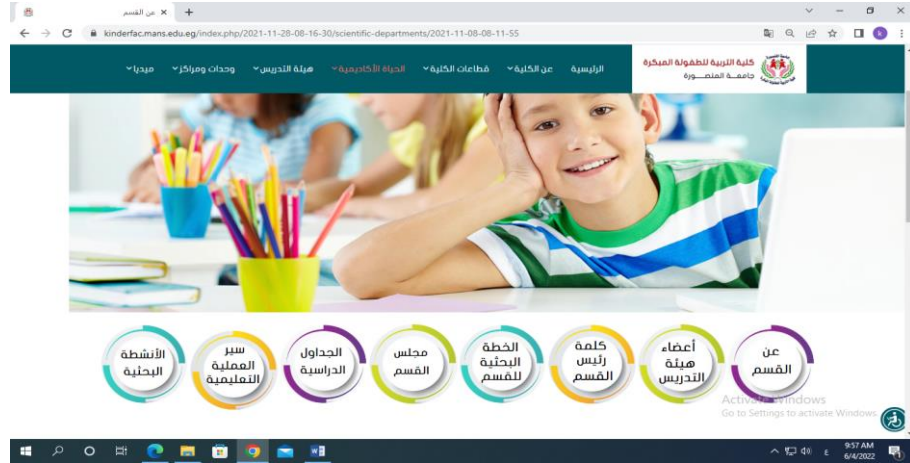 عن القسم
kinderfac.mans.edu.eg/index.php/2021-11-28-08-16-30/scientific-departments/2021-11-08-08-11-55
كلية التربية للطفولة المبكرة
جامعـــة المنصـــــورة
الرئيسية
عن الكلية
قطاعات الكلية
الحياة الأكاديمية
هيئة التدريس
وحدات ومراكز
ميديا
عن
القسم
أعضاء
هيئة
التدريس
كلمة
رئيس
القسم
الخطة
البحثية
للقسم
مجلس
القسم
الجداول
الدراسية
سير
العملية
التعليمية
الأنشطة
البحثية
Activate Windows
Go to Settings to activate Windows.
9:57 AM
6/4/2022